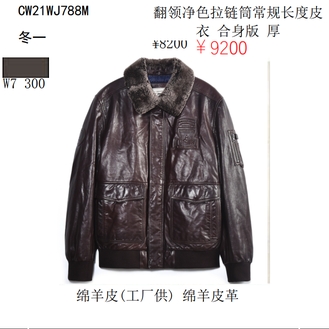 CW21WJ788M
翻领净色拉链筒常规长度皮
衣 合身版 厚
冬一
¥8200
￥9200
W7 300
绵羊皮(工厂供) 绵羊皮革